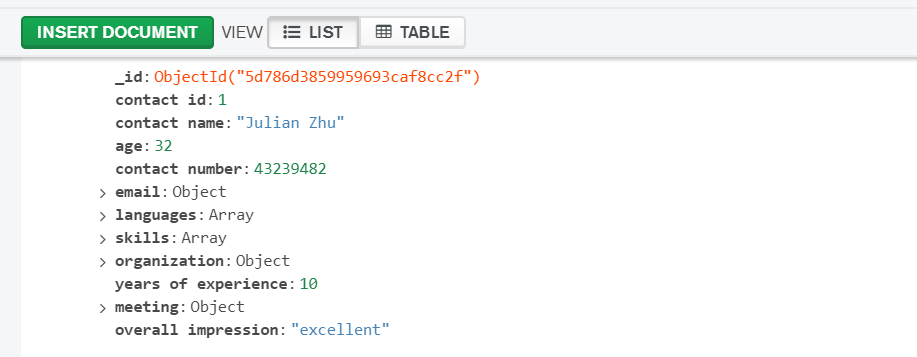 INSERT DOCUMENT VIEW LIST TABLE
_id: ObjectId("5d786d3859959693caf8cc2f")
contact id: 1
contact name: "Julian Zhu"
age: 32
contact number: 43239482
> email: Object
> languages: Array
> skills: Array
> organization: Object
years of experience: 10
> meeting: Object
overall impression: "excellent"